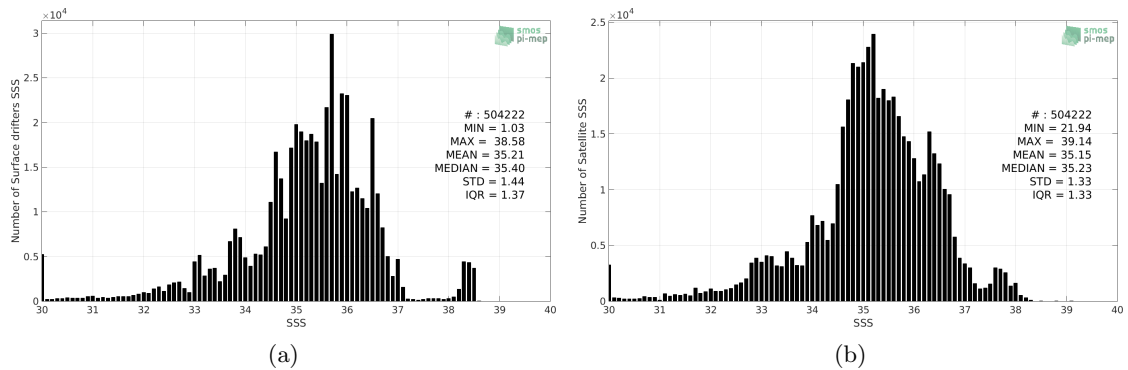 ×10⁴
3
2.5
2
1.5
1
0.5
0
Number of Surface drifters SSS
30 31 32 33 34 35 36 37 38 39 40
SSS
smos
pi-mep
# : 504222
MIN = 1.03
MAX = 38.58
MEAN = 35.21
MEDIAN = 35.40
STD = 1.44
IQR = 1.37
(a)
×10⁴
2.5
2
1.5
1
0.5
0
Number of Satellite SSS
30 31 32 33 34 35 36 37 38 39 40
SSS
smos
pi-mep
# : 504222
MIN = 21.94
MAX = 39.14
MEAN = 35.15
MEDIAN = 35.23
STD = 1.33
IQR = 1.33
(b)